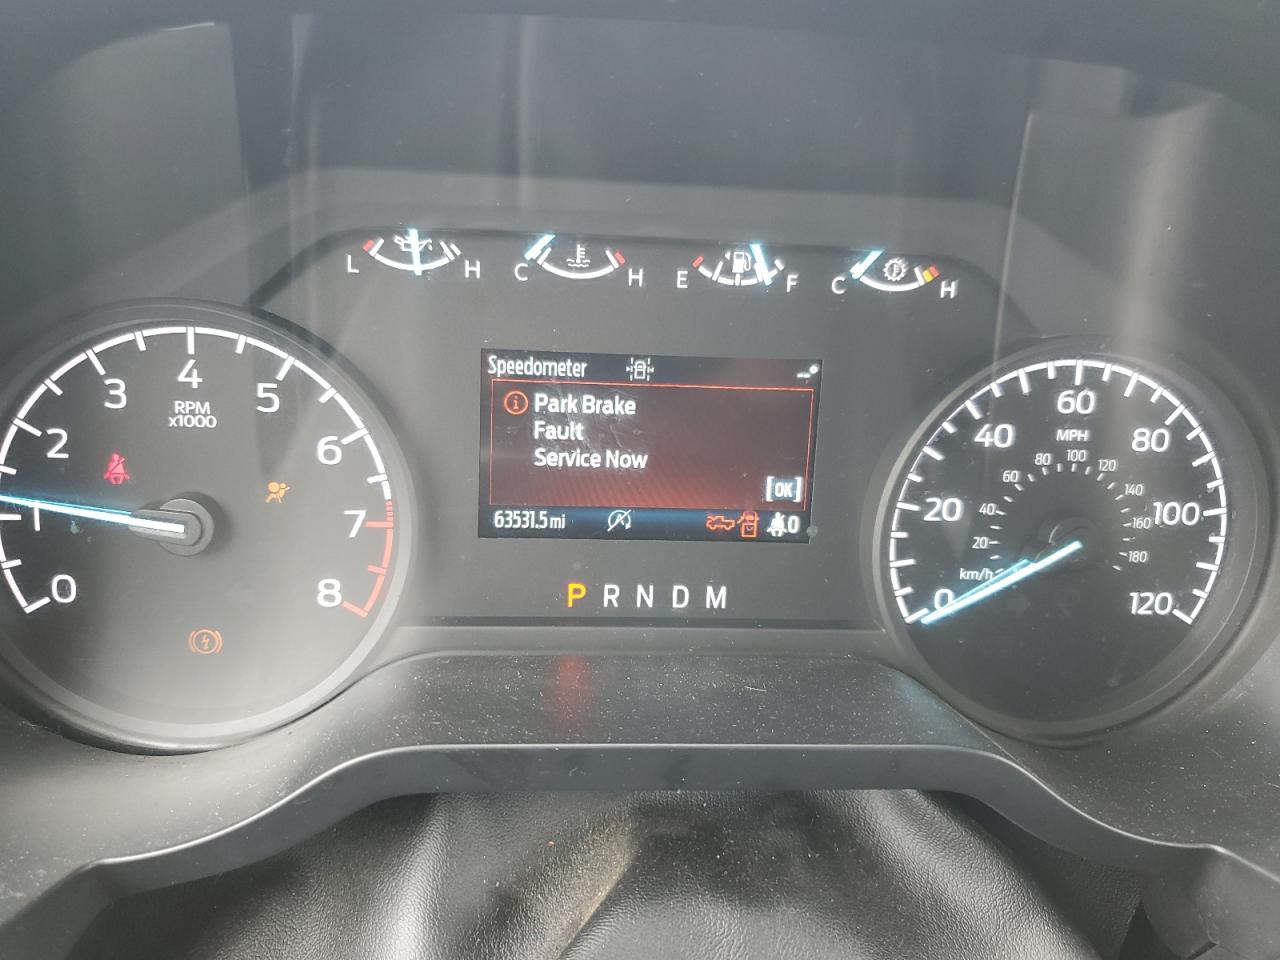 L H
C H
E F
C H
0 1 2 3 4 5 6 7 8
RPM
x1000
Speedometer
i Park Brake
Fault
Service Now
[OK]
63531.5 mi
0
P R N D M
0 20 40 60 80 100 120
MPH
20 40 60 80 100 120 140 160 180
km/h